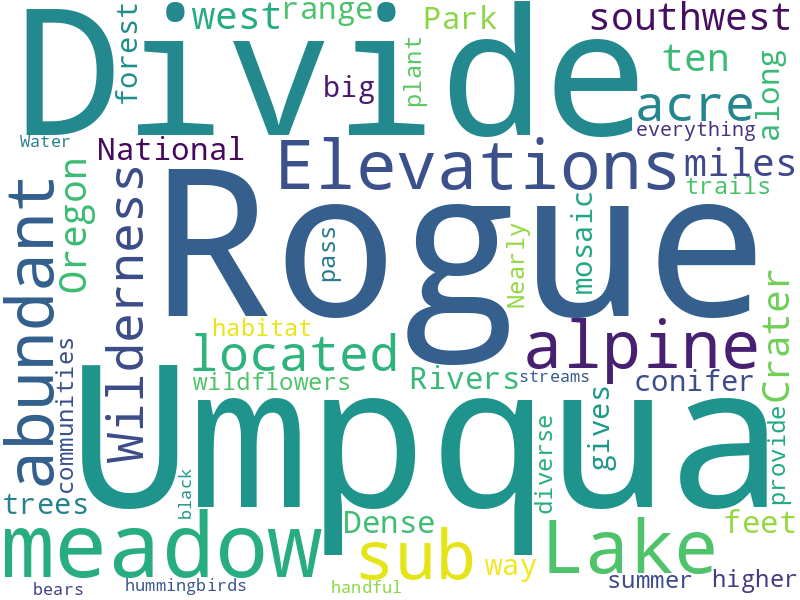 Divide
west
range
Park
southwest
forest
big
plant
ten
along
acre
everything
Water
National
Elevations
miles
trails
Oregon
Wilderness
abundant
Rogue
pass
mosaic
Nearly
habitat
alpine
Crater
located
communities
wildflowers
Rivers
streams
conifer
Umpqua
gives
diverse
provide
black
trees
meadow
Dense
sub
way
Lake
feet
bears
hummingbirds
handful
summer
higher